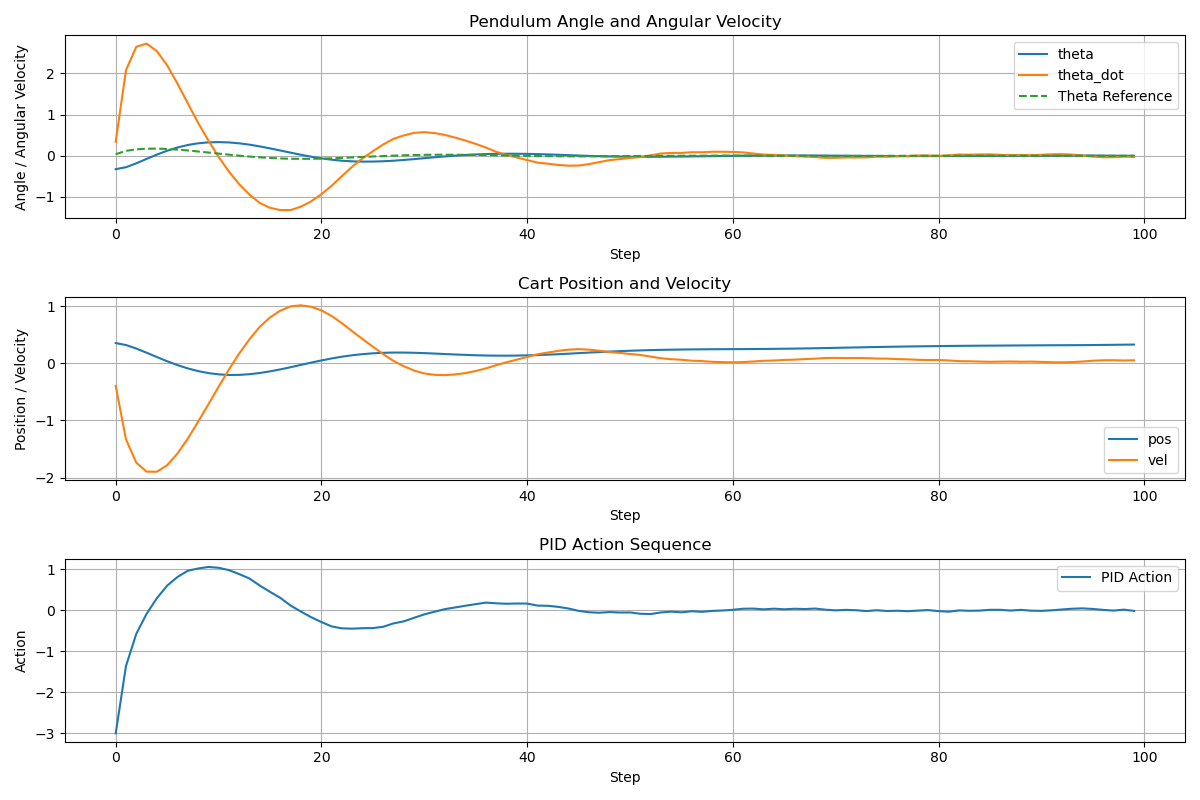 Pendulum Angle and Angular Velocity
Angle / Angular Velocity
2
1
0
−1
theta
theta_dot
Theta Reference
0 20 40 60 80 100
Step
Cart Position and Velocity
Position / Velocity
1
0
−1
−2
pos
vel
0 20 40 60 80 100
Step
PID Action Sequence
Action
1
0
−1
−2
−3
PID Action
0 20 40 60 80 100
Step